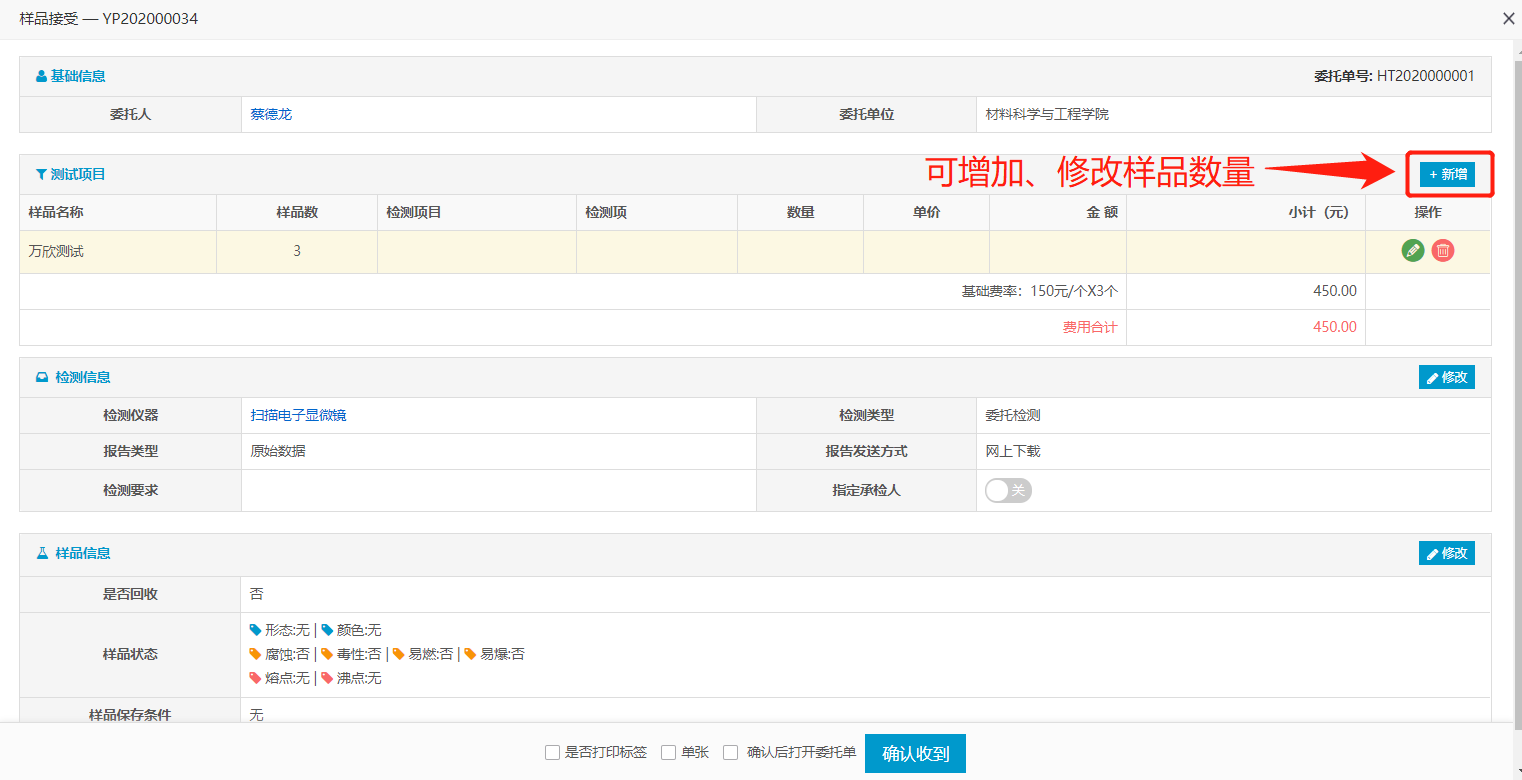 样品接受 — YP202000034
基础信息 委托单号: HT2020000001
委托人 蔡德龙 委托单位 材料科学与工程学院
测试项目 可增加、修改样品数量 + 新增
样品名称 样品数 检测项目 检测项 数量 单价 金 额 小计（元） 操作
万欣测试 3
基础费率：150元/个X3个 450.00
费用合计 450.00
检测信息 修改
检测仪器 扫描电子显微镜 检测类型 委托检测
报告类型 原始数据 报告发送方式 网上下载
检测要求 指定承检人 关
样品信息 修改
是否回收 否
样品状态 形态:无 | 颜色:无
腐蚀:否 | 毒性:否 | 易燃:否 | 易爆:否
熔点:无 | 沸点:无
样品保存条件 无
是否打印标签 单张 确认后打开委托单 确认收到